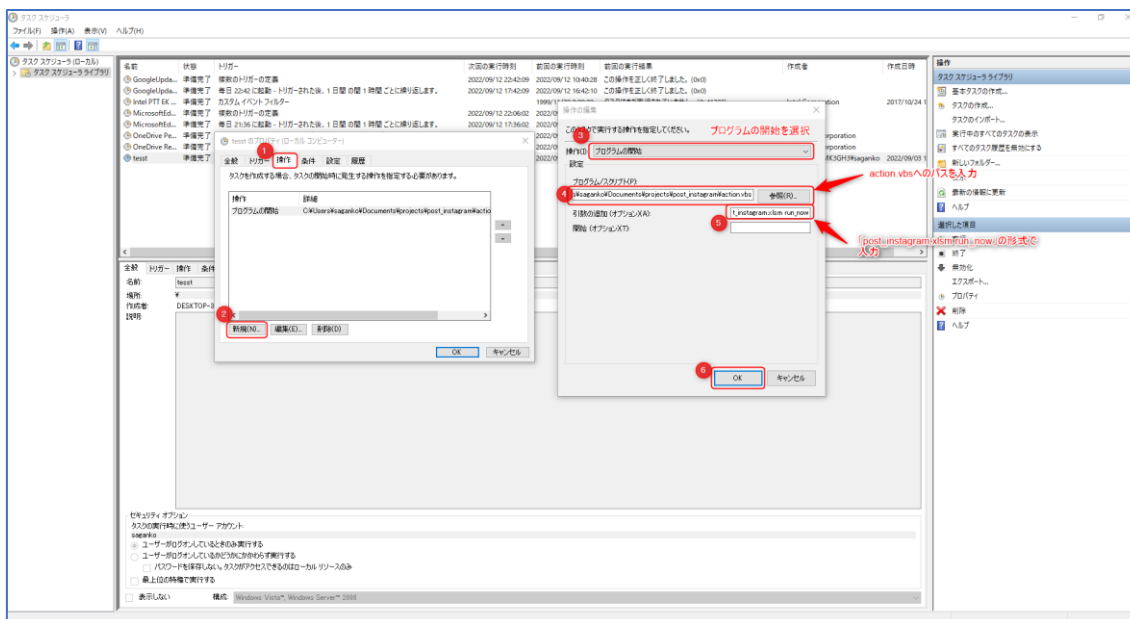 タスク スケジューラ
ファイル(F) 操作(A) 表示(V) ヘルプ(H)
タスク スケジューラ (ローカル)
タスク スケジューラ ライブラリ
名前 状態 トリガー 次回の実行時刻 前回の実行時刻 前回の実行結果 作成者 作成日時
GoogleUpda... 準備完了 複数のトリガーの定義 2022/09/12 22:42:09 2022/09/12 10:40:28 この操作を正しく終了しました。(0x0)
GoogleUpda... 準備完了 毎日 22:42 に起動 - トリガーされた後、1 日間 の間 1 時間 ごとに繰り返します。 2022/09/12 17:42:09 2022/09/12 16:42:10 この操作を正しく終了しました。(0x0)
Intel PTT EK ... 準備完了 カスタム イベント フィルター 2017/10/24 1
MicrosoftEd... 準備完了 複数のトリガーの定義 2022/09/12 22:06:02
MicrosoftEd... 準備完了 毎日 21:36 に起動 - トリガーされた後、1 日間 の間 1 時間 ごとに繰り返します。 2022/09/12 17:36:02
OneDrive Pe... 準備完了
OneDrive Re... 準備完了
tesst 準備完了 2022/09/03 1
tesst のプロパティ (ローカル コンピューター)
1
全般 トリガー 操作 条件 設定 履歴
タスクを作成する場合、タスクの開始時に発生する操作を指定する必要があります。
操作 詳細
プログラムの開始 C:¥Users¥saganko¥Documents¥projects¥post_instagram¥actio
2
新規(N)... 編集(E)... 削除(D)
OK キャンセル
操作の編集
プログラムの開始を選択
3
操作(I): プログラムの開始
設定
プログラム/スクリプト(P):
4
s¥saganko¥Documents¥projects¥post_instagram¥action.vbs 参照(R)...
action.vbsへのパスを入力
引数の追加 (オプション)(A): t_instagram.xlsm run_now
5
開始 (オプション)(T):
「post_instagram.xlsm run_now」の形式で
入力
6
OK キャンセル
全般 トリガー 操作 条件
名前: tesst
場所: ¥
作成者:
説明:
セキュリティ オプション
タスクの実行時に使うユーザー アカウント:
saganko
ユーザーがログオンしているときのみ実行する
ユーザーがログオンしているかどうかにかかわらず実行する
パスワードを保存しない。タスクがアクセスできるのはローカル リソースのみ
最上位の特権で実行する
表示しない 構成: Windows Vista™, Windows Server™ 2008
操作
タスク スケジューラ ライブラリ
基本タスクの作成...
タスクの作成...
タスクのインポート...
実行中のすべてのタスクの表示
すべてのタスク履歴を無効にする
新しいフォルダー...
最新の情報に更新
ヘルプ
選択した項目
終了
無効化
エクスポート...
プロパティ
削除
ヘルプ